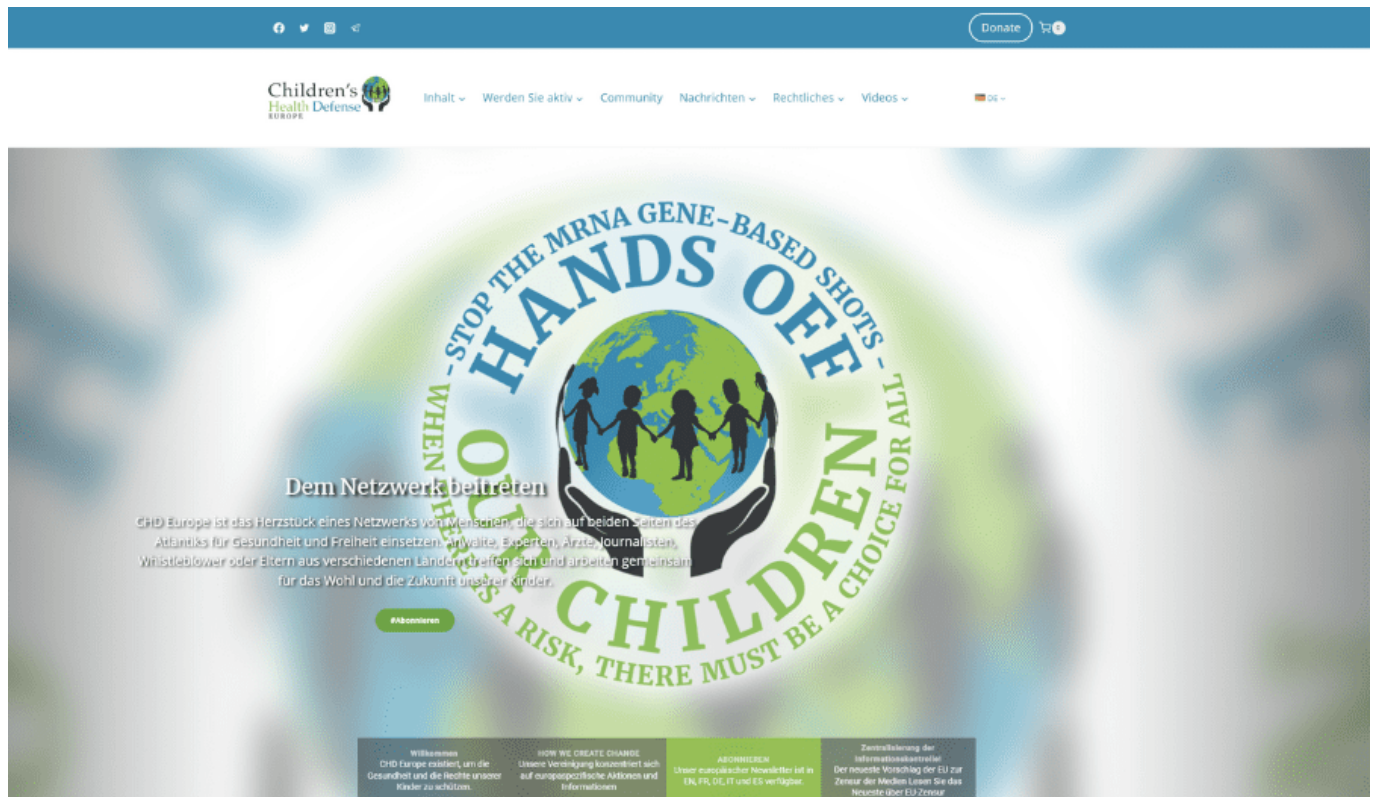 Donate
0
Children's
Health Defense
EUROPE
Inhalt
Werden Sie aktiv
Community
Nachrichten
Rechtliches
Videos
DE
- STOP THE MRNA GENE-BASED SHOTS -
HANDS OFF
OUR CHILDREN
WHEN THERE IS A RISK, THERE MUST BE A CHOICE FOR ALL
Dem Netzwerk beitreten
CHD Europe ist das Herzstück eines Netzwerks von Menschen, die sich auf beiden Seiten des
Atlantiks für Gesundheit und Freiheit einsetzen. Anwälte, Experten, Ärzte, Journalisten,
Whistleblower oder Eltern aus verschiedenen Ländern treffen sich und arbeiten gemeinsam
für das Wohl und die Zukunft unserer Kinder.
#Abonnieren
Willkommen
CHD Europe existiert, um die
Gesundheit und die Rechte unserer
Kinder zu schützen.
HOW WE CREATE CHANGE
Unsere Vereinigung konzentriert sich
auf europaspezifische Aktionen und
Informationen
ABONNIEREN
Unser europäischer Newsletter ist in
EN, FR, DE, IT und ES verfügbar.
Zentralisierung der
Informationskontrolle!
Der neueste Vorschlag der EU zur
Zensur der Medien Lesen Sie das
Neueste über EU-Zensur